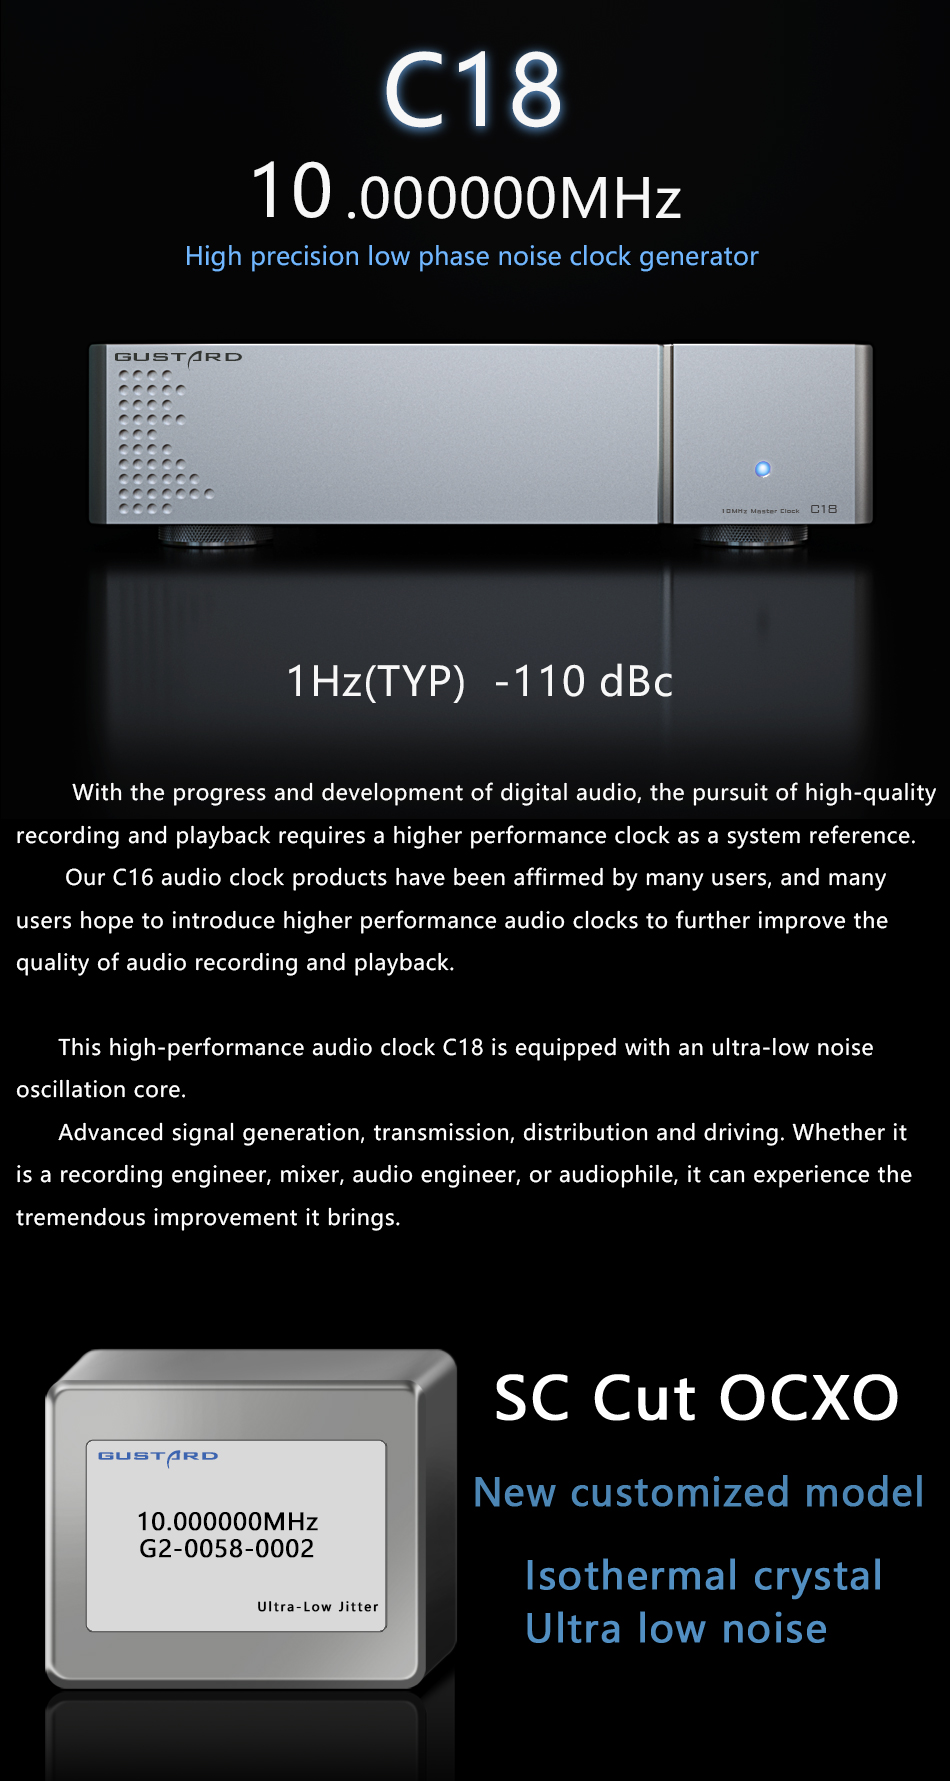 C18
10 .000000MHz
High precision low phase noise clock generator
GUSTARD
10MHz Master Clock C18
1Hz(TYP) -110 dBc
With the progress and development of digital audio, the pursuit of high-quality
recording and playback requires a higher performance clock as a system reference.
Our C16 audio clock products have been affirmed by many users, and many
users hope to introduce higher performance audio clocks to further improve the
quality of audio recording and playback.
This high-performance audio clock C18 is equipped with an ultra-low noise
oscillation core.
Advanced signal generation, transmission, distribution and driving. Whether it
is a recording engineer, mixer, audio engineer, or audiophile, it can experience the
tremendous improvement it brings.
SC Cut OCXO
New customized model
Isothermal crystal
Ultra low noise
GUSTARD
10.000000MHz
G2-0058-0002
Ultra-Low Jitter